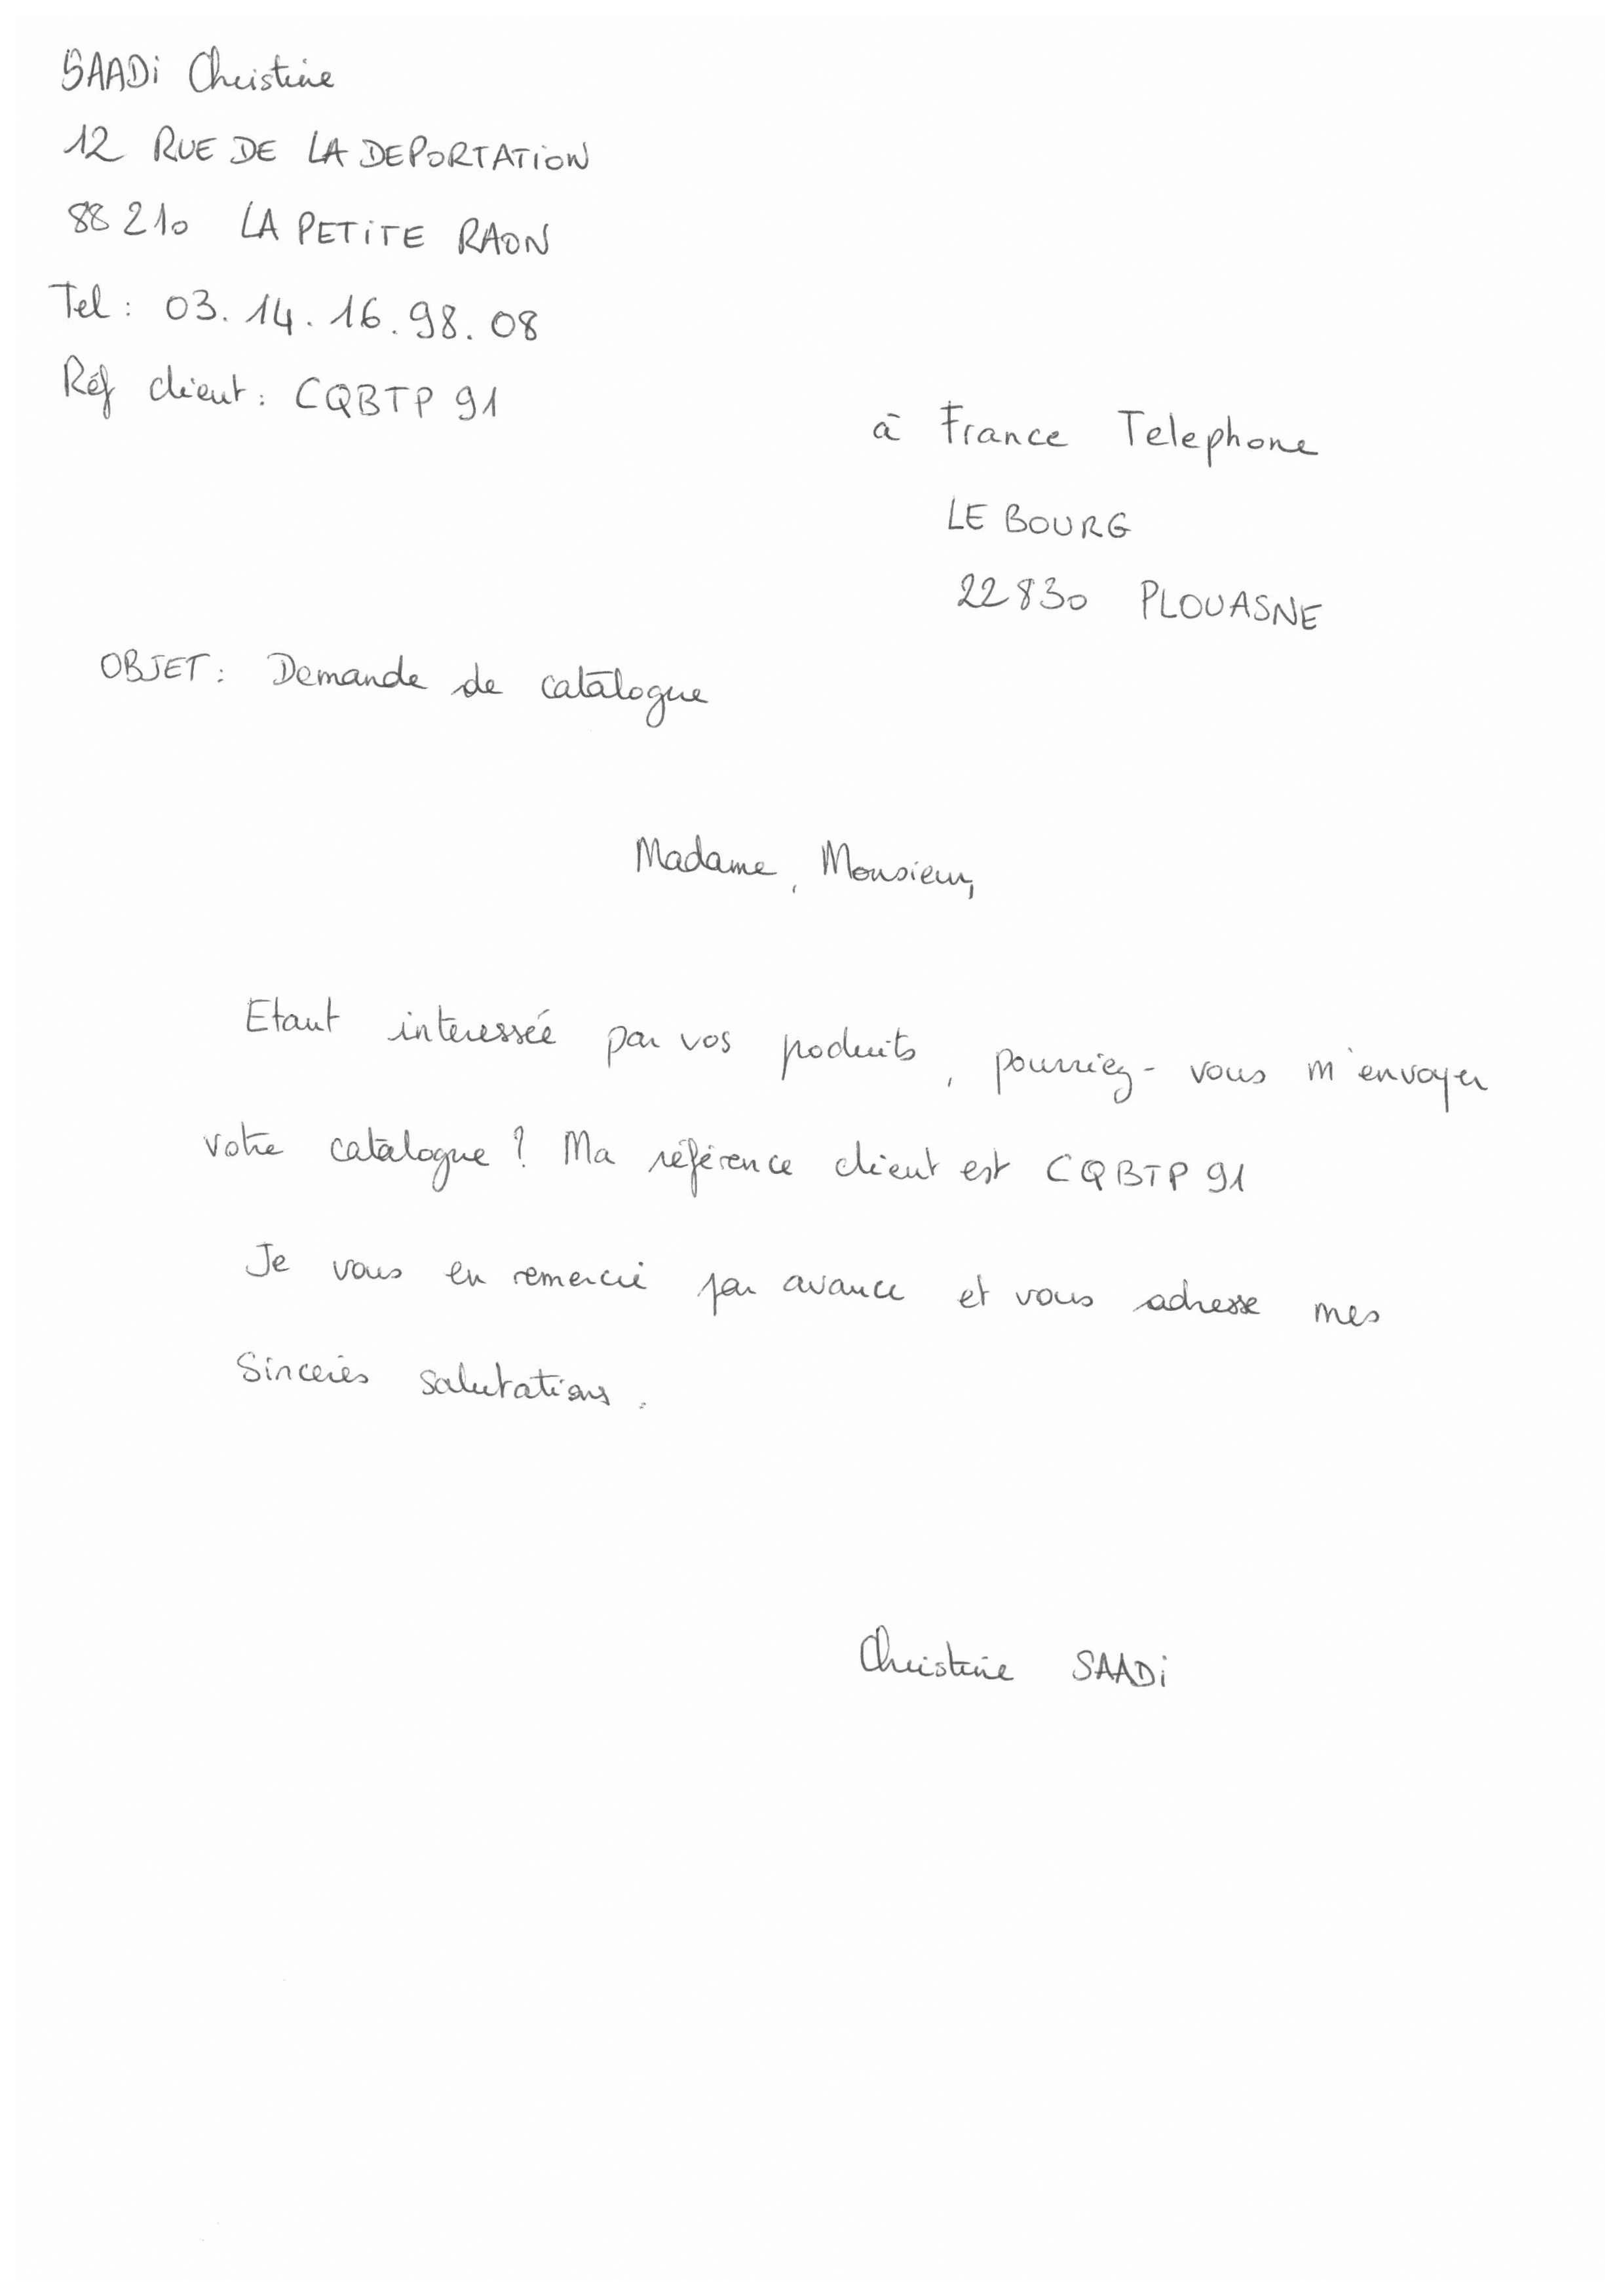 SAADi Christine
12 RUE DE LA DEPORTATION
88210 LA PETITE RAON
Tel : 03.14.16.98.08
Réf client : CQBTP 91
à France Telephone
LE BOURG
22830 PLOUASNE
OBJET : Demande de catalogue
Madame, Monsieur,
Etant interessée par vos produits, pourriez-vous m'envoyer
votre catalogue ? Ma référence client est CQBTP 91
Je vous en remercie par avance et vous adresse mes
Sincères salutations.
Christine SAADi